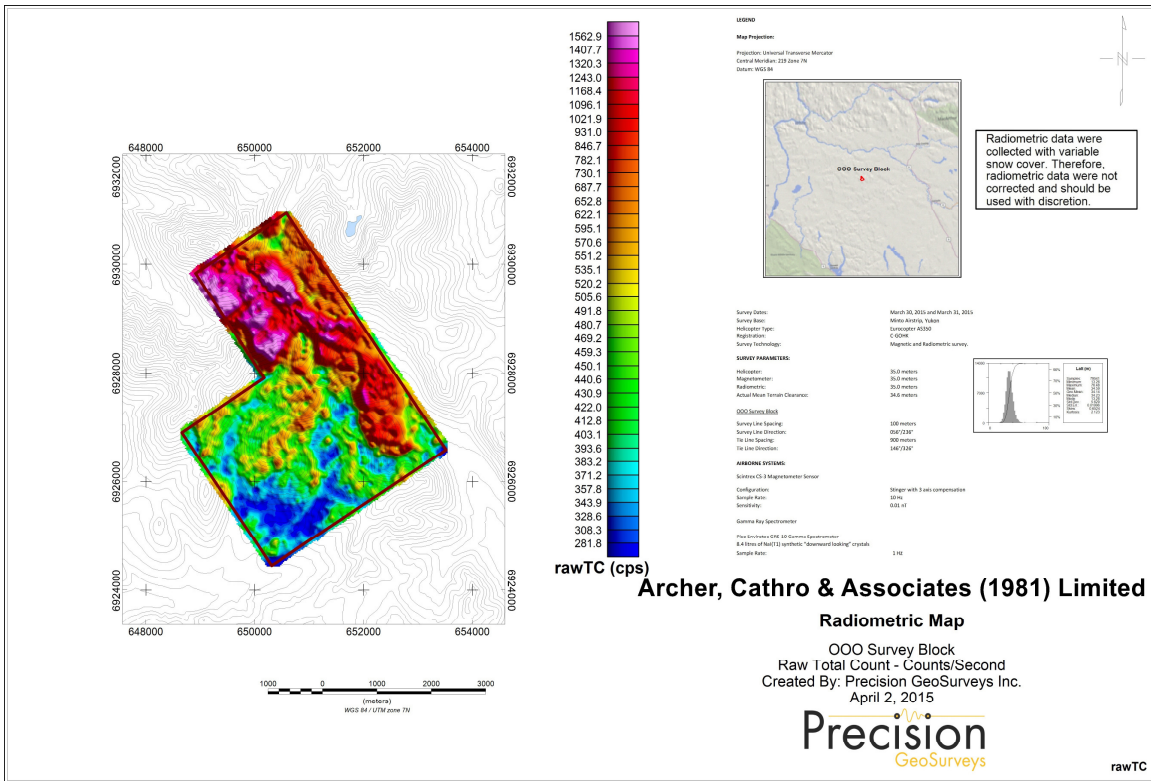 1562.9
1407.7
1320.3
1243.0
1168.4
1096.1
1021.9
931.0
846.7
782.1
730.1
687.7
652.8
622.1
595.1
570.6
551.2
535.1
520.2
505.6
491.8
480.7
469.2
459.3
450.1
440.6
430.9
422.0
412.8
403.1
393.6
383.2
371.2
357.8
343.9
328.6
308.3
281.8
rawTC (cps)
648000 650000 652000 654000
6932000 6932000
6930000 6930000
6928000 6928000
6926000 6926000
6924000 6924000
648000 650000 652000 654000
1000 0 1000 2000 3000
(meters)
WGS 84 / UTM zone 7N
LEGEND
Map Projection:
Projection: Universal Transverse Mercator
Central Meridian: 219 Zone 7N
Datum: WGS 84
N
OOO Survey Block
Radiometric data were
collected with variable
snow cover. Therefore,
radiometric data were not
corrected and should be
used with discretion.
Survey Dates: March 30, 2015 and March 31, 2015
Survey Base: Minto Airstrip, Yukon
Helicopter Type: Eurocopter AS350
Registration: C-GOHK
Survey Technology: Magnetic and Radiometric survey.
SURVEY PARAMETERS:
Helicopter: 35.0 meters
Magnetometer: 35.0 meters
Radiometric: 35.0 meters
Actual Mean Terrain Clearance: 34.6 meters
OOO Survey Block
Survey Line Spacing: 100 meters
Survey Line Direction: 056°/236°
Tie Line Spacing: 900 meters
Tie Line Direction: 146°/326°
AIRBORNE SYSTEMS:
Scintrex CS-3 Magnetometer Sensor
Configuration: Stinger with 3 axis compensation
Sample Rate: 10 Hz
Sensitivity: 0.01 nT
Gamma Ray Spectrometer
8.4 litres of NaI(T1) synthetic "downward looking" crystals
Sample Rate: 1 Hz
Archer, Cathro & Associates (1981) Limited
Radiometric Map
OOO Survey Block
Raw Total Count - Counts/Second
Created By: Precision GeoSurveys Inc.
April 2, 2015
Precision
GeoSurveys
rawTC